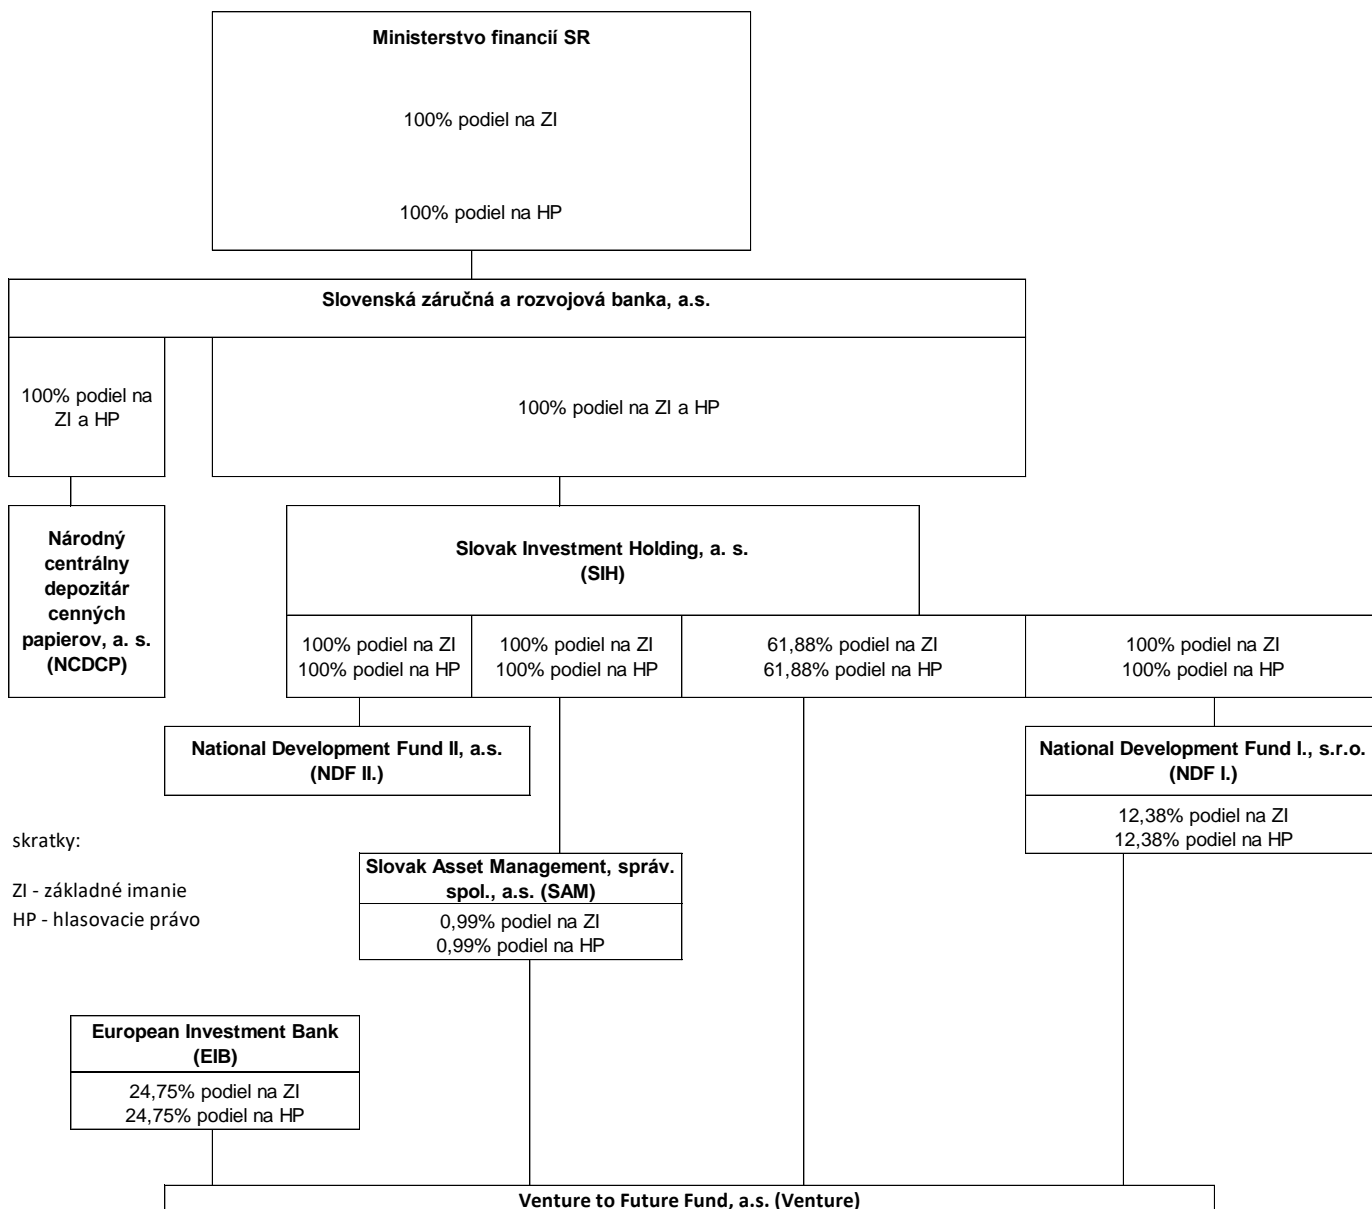 Ministerstvo financií SR
100% podiel na ZI
100% podiel na HP
Slovenská záručná a rozvojová banka, a.s.
100% podiel na
ZI a HP
100% podiel na ZI a HP
Národný
centrálny
depozitár
cenných
papierov, a. s.
(NCDCP)
Slovak Investment Holding, a. s.
(SIH)
100% podiel na ZI
100% podiel na HP
100% podiel na ZI
100% podiel na HP
61,88% podiel na ZI
61,88% podiel na HP
100% podiel na ZI
100% podiel na HP
National Development Fund II, a.s.
(NDF II.)
National Development Fund I., s.r.o.
(NDF I.)
12,38% podiel na ZI
12,38% podiel na HP
skratky:
ZI - základné imanie
HP - hlasovacie právo
Slovak Asset Management, správ.
spol., a.s. (SAM)
0,99% podiel na ZI
0,99% podiel na HP
European Investment Bank
(EIB)
24,75% podiel na ZI
24,75% podiel na HP
Venture to Future Fund, a.s. (Venture)